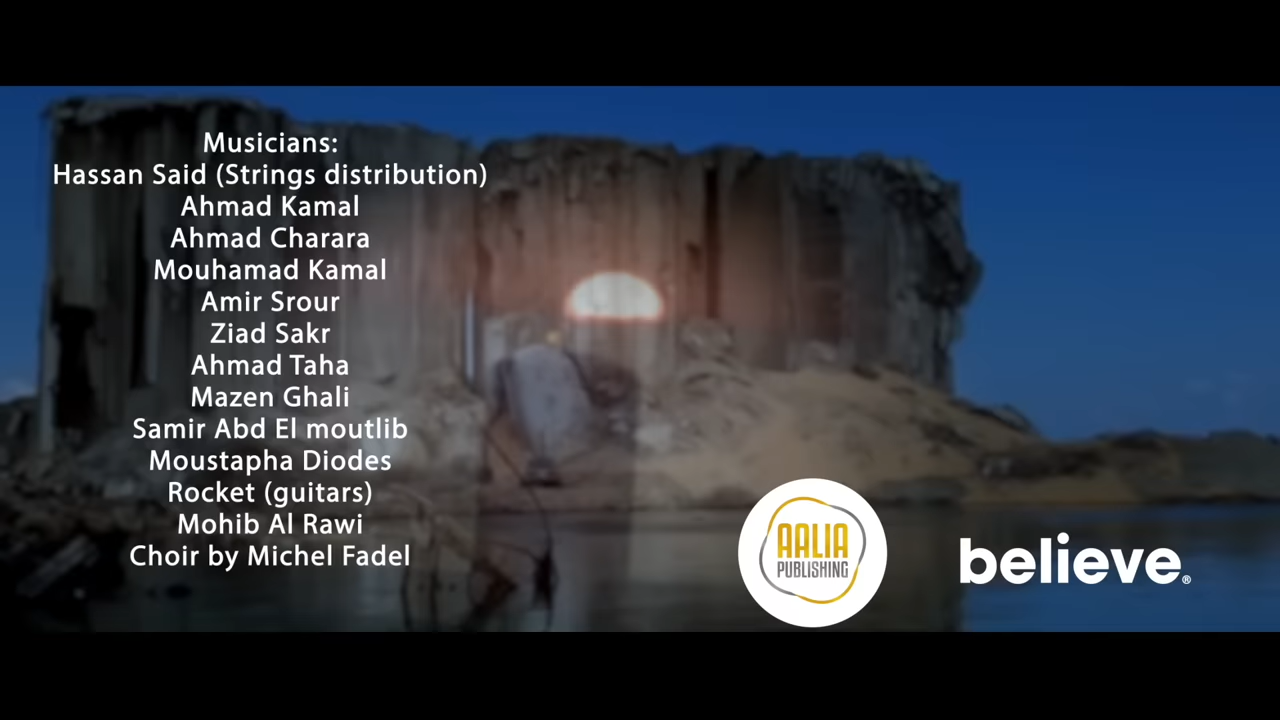 Musicians:
Hassan Said (Strings distribution)
Ahmad Kamal
Ahmad Charara
Mouhamad Kamal
Amir Srour
Ziad Sakr
Ahmad Taha
Mazen Ghali
Samir Abd El moutlib
Moustapha Diodes
Rocket (guitars)
Mohib Al Rawi
Choir by Michel Fadel
AALIA
PUBLISHING
believe®